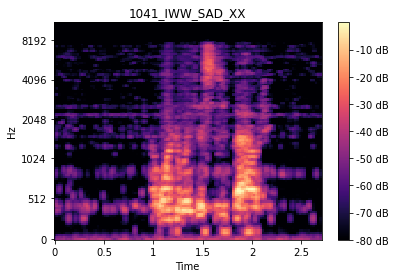 1041_IWW_SAD_XX
8192
4096
2048
1024
512
0
Hz
0 0.5 1 1.5 2 2.5
Time
-10 dB
-20 dB
-30 dB
-40 dB
-50 dB
-60 dB
-70 dB
-80 dB